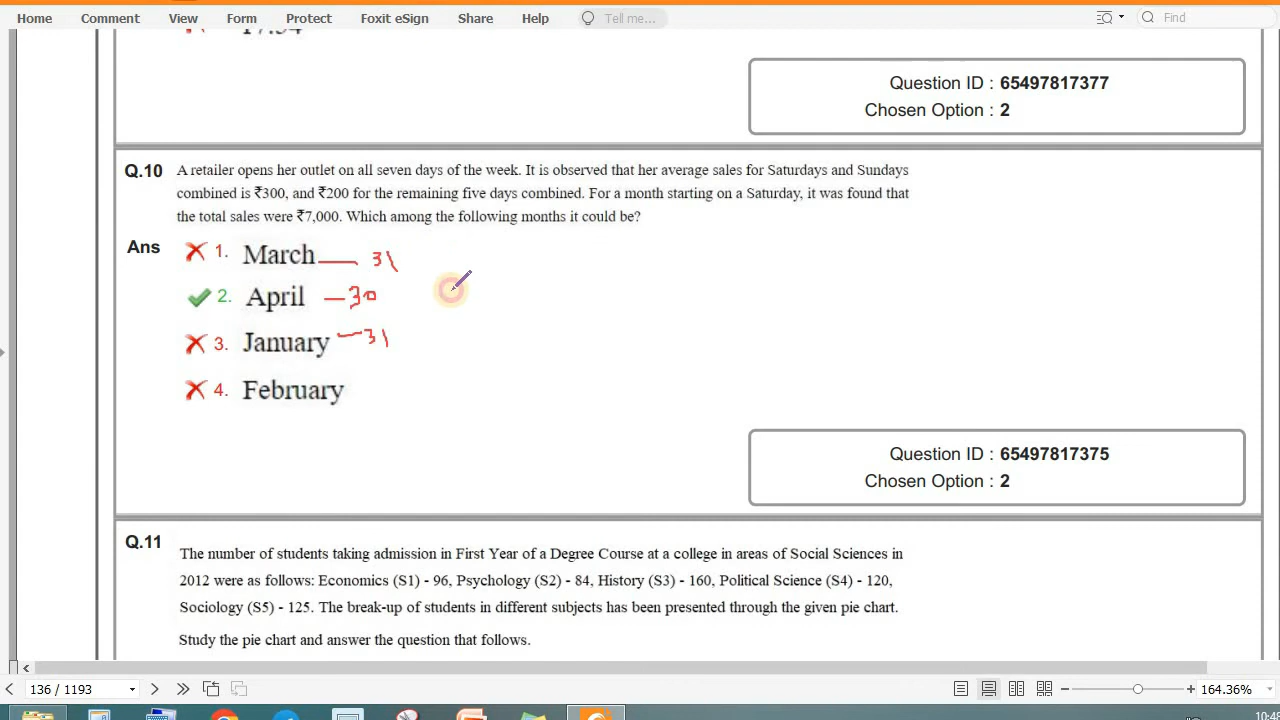 Home Comment View Form Protect Foxit eSign Share Help Tell me... Find
17.54
Question ID : 65497817377
Chosen Option : 2
Q.10 A retailer opens her outlet on all seven days of the week. It is observed that her average sales for Saturdays and Sundays
combined is ₹300, and ₹200 for the remaining five days combined. For a month starting on a Saturday, it was found that
the total sales were ₹7,000. Which among the following months it could be?
Ans 1. March 31
2. April 30
3. January 31
4. February
Question ID : 65497817375
Chosen Option : 2
Q.11
The number of students taking admission in First Year of a Degree Course at a college in areas of Social Sciences in
2012 were as follows: Economics (S1) - 96, Psychology (S2) - 84, History (S3) - 160, Political Science (S4) - 120,
Sociology (S5) - 125. The break-up of students in different subjects has been presented through the given pie chart.
Study the pie chart and answer the question that follows.
136 / 1193 164.36%